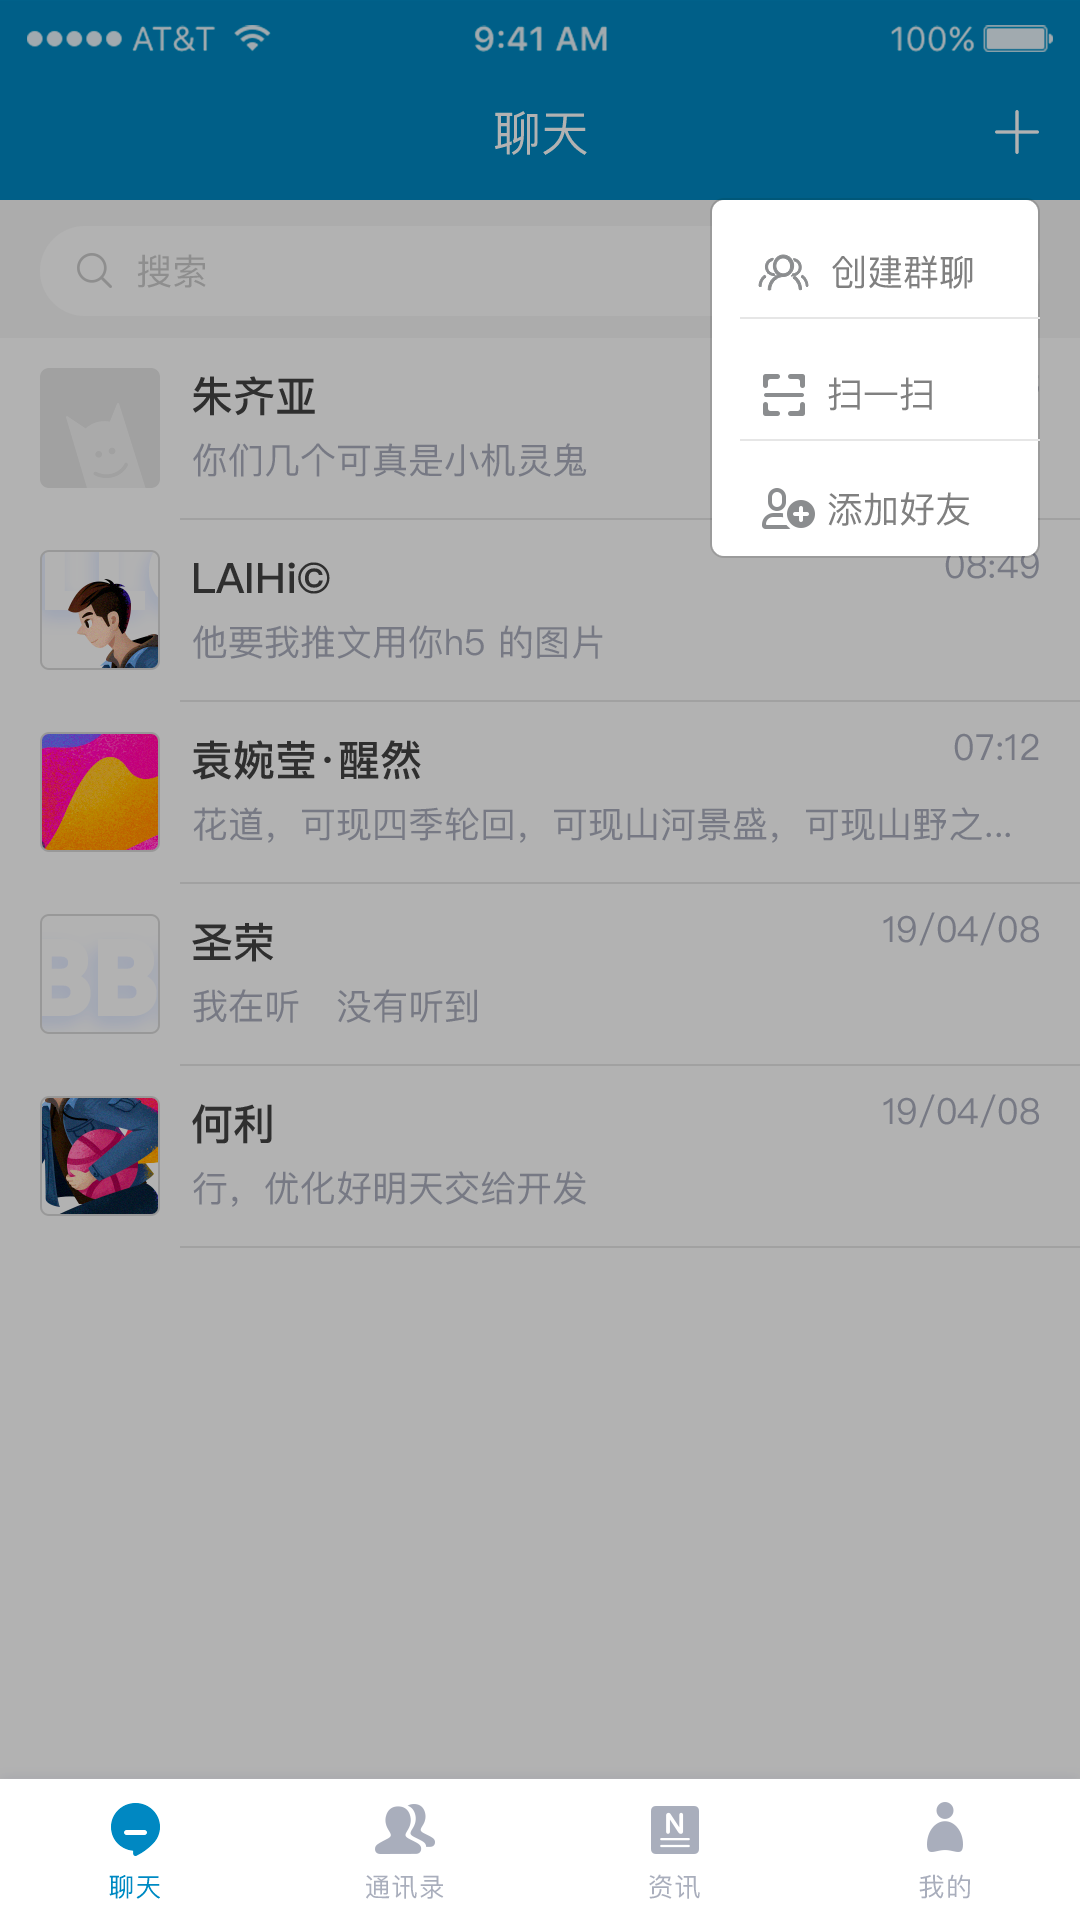 AT&T 9:41 AM 100%
聊天
搜索
创建群聊
扫一扫
添加好友
朱齐亚
你们几个可真是小机灵鬼
LAIHi©
08:49
他要我推文用你h5 的图片
袁婉莹·醒然
07:12
花道，可现四季轮回，可现山河景盛，可现山野之...
圣荣
19/04/08
我在听　没有听到
BB
何利
19/04/08
行，优化好明天交给开发
N
聊天 通讯录 资讯 我的